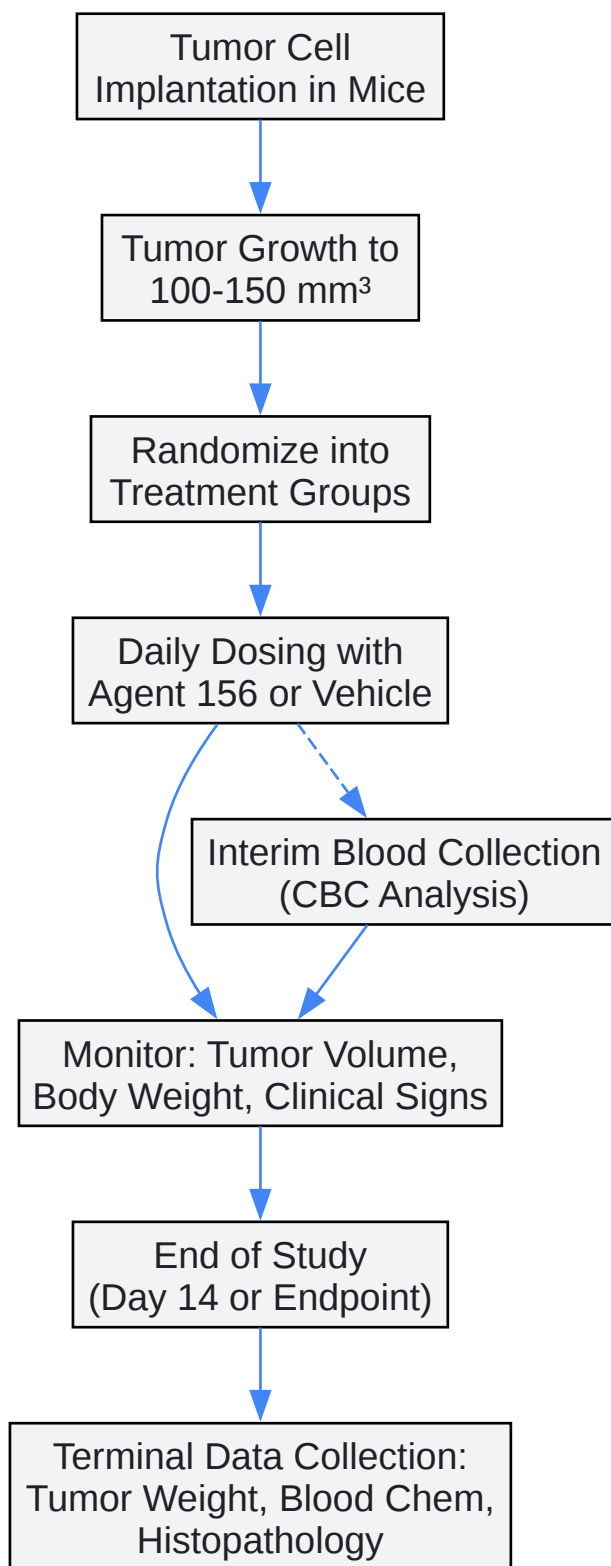 Tumor Cell
Implantation in Mice
Tumor Growth to
100-150 mm³
Randomize into
Treatment Groups
Daily Dosing with
Agent 156 or Vehicle
Interim Blood Collection
(CBC Analysis)
Monitor: Tumor Volume,
Body Weight, Clinical Signs
End of Study
(Day 14 or Endpoint)
Terminal Data Collection:
Tumor Weight, Blood Chem,
Histopathology